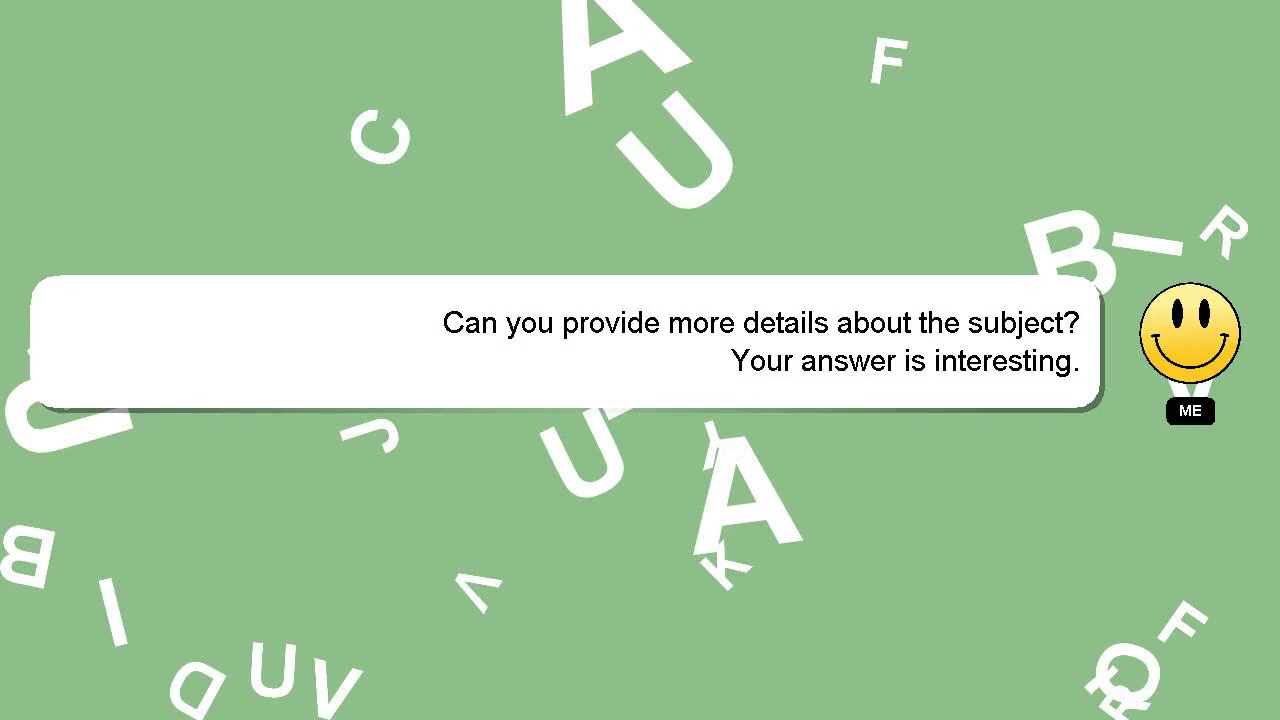 A
F
C
U
B I R
Can you provide more details about the subject?
Your answer is interesting.
ME
J
U
A
K
B
I
V
D
U
V
F
Q